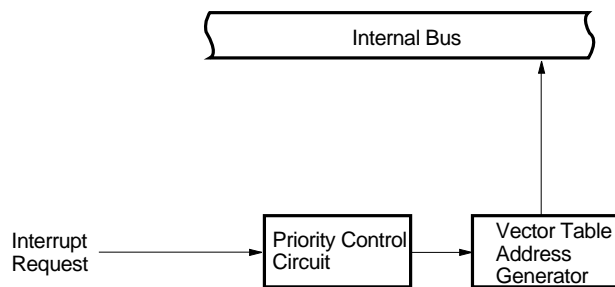 Internal Bus
Interrupt
Request
Priority Control
Circuit
Vector Table
Address
Generator